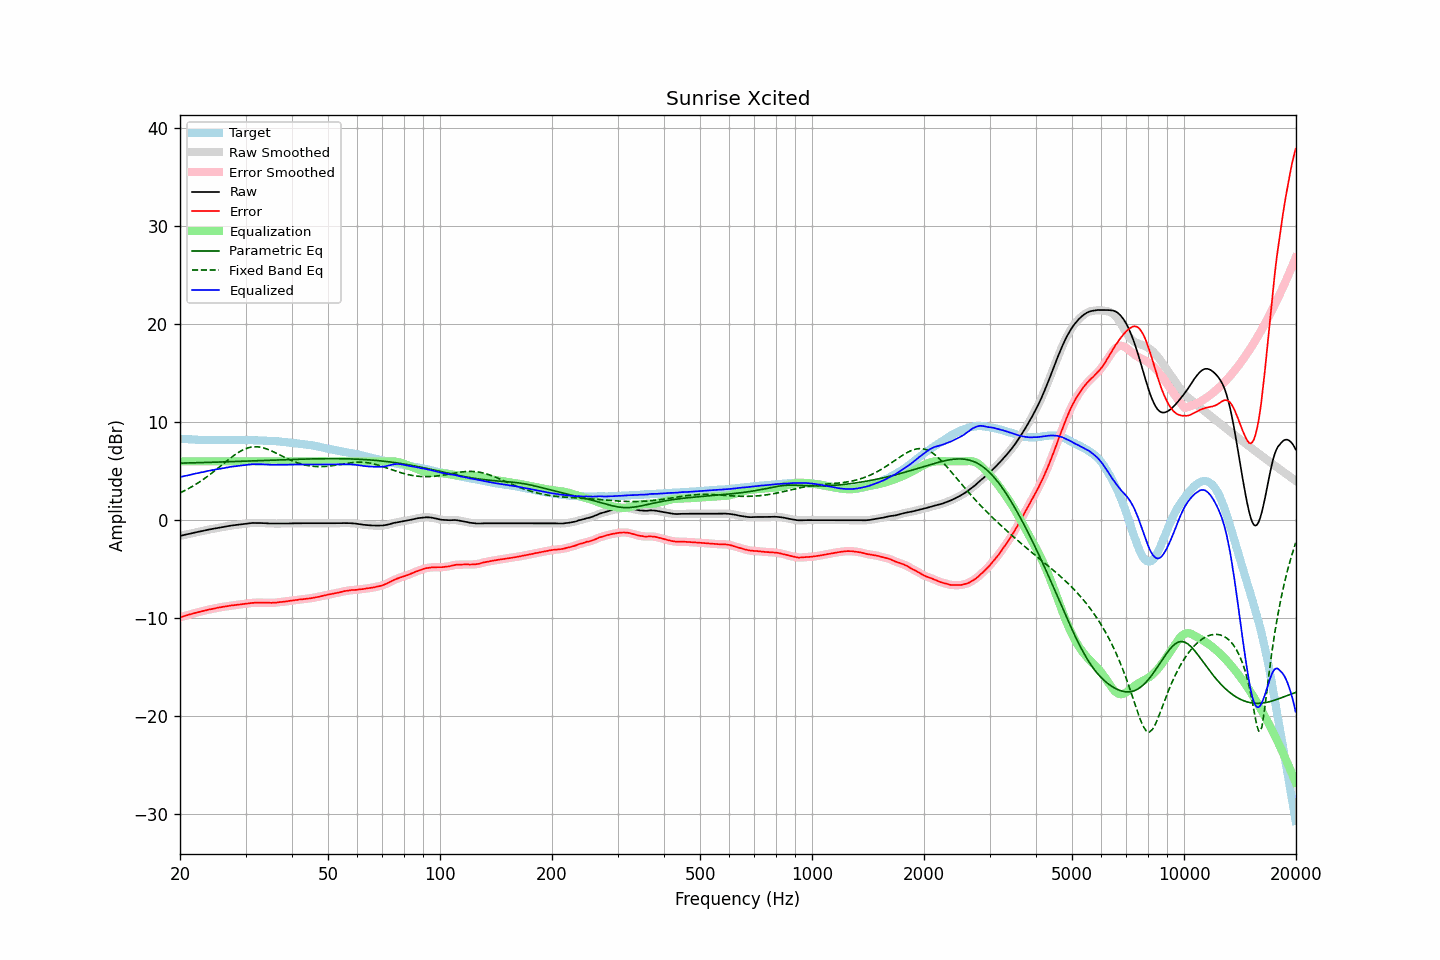 Sunrise Xcited
Target
Raw Smoothed
Error Smoothed
Raw
Error
Equalization
Parametric Eq
Fixed Band Eq
Equalized
Amplitude (dBr)
40
30
20
10
0
−10
−20
−30
20 50 100 200 500 1000 2000 5000 10000 20000
Frequency (Hz)